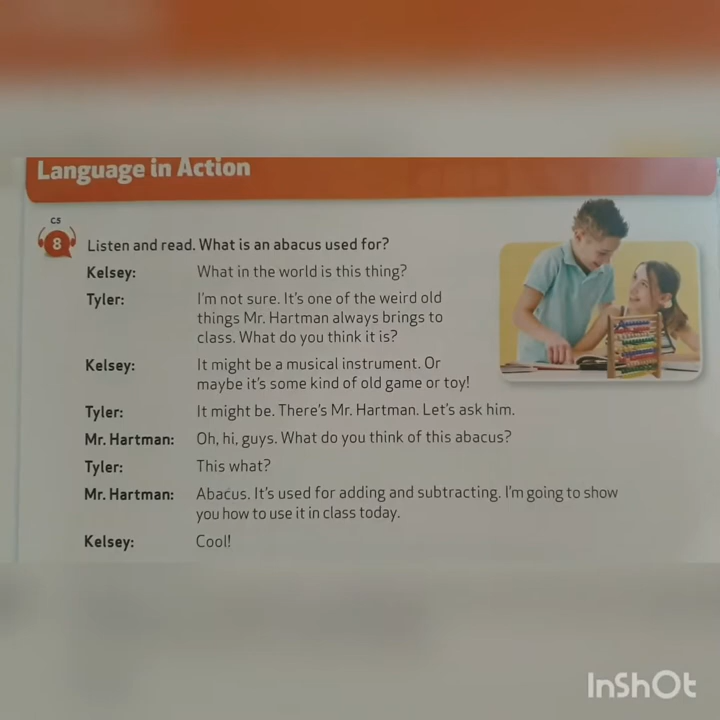 Language in Action
C5
8 Listen and read. What is an abacus used for?
Kelsey: What in the world is this thing?
Tyler: I'm not sure. It's one of the weird old
things Mr. Hartman always brings to
class. What do you think it is?
Kelsey: It might be a musical instrument. Or
maybe it's some kind of old game or toy!
Tyler: It might be. There's Mr. Hartman. Let's ask him.
Mr. Hartman: Oh, hi, guys. What do you think of this abacus?
Tyler: This what?
Mr. Hartman: Abacus. It's used for adding and subtracting. I'm going to show
you how to use it in class today.
Kelsey: Cool!
InShOt